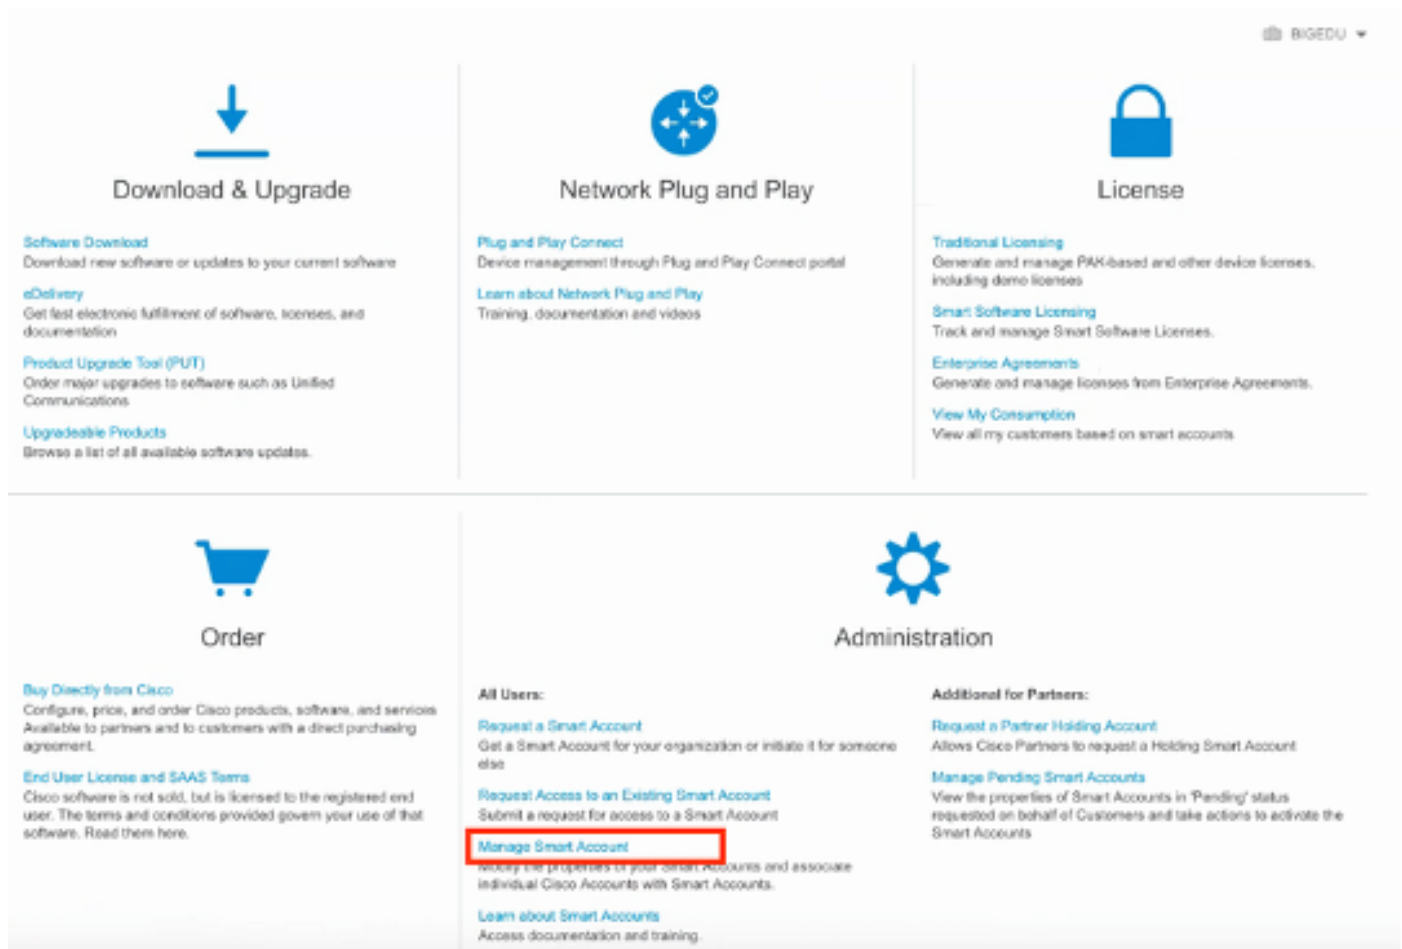 BIGEDU
Download & Upgrade
Software Download
Download new software or updates to your current software
eDelivery
Get fast electronic fulfillment of software, licenses, and
documentation
Product Upgrade Tool (PUT)
Order major upgrades to software such as Unified
Communications
Upgradeable Products
Browse a list of all available software updates.
Network Plug and Play
Plug and Play Connect
Device management through Plug and Play Connect portal
Learn about Network Plug and Play
Training, documentation and videos
License
Traditional Licensing
Generate and manage PAK-based and other device licenses,
including demo licenses
Smart Software Licensing
Track and manage Smart Software Licenses.
Enterprise Agreements
Generate and manage licenses from Enterprise Agreements.
View My Consumption
View all my customers based on smart accounts
Order
Buy Directly from Cisco
Configure, price, and order Cisco products, software, and services
Available to partners and to customers with a direct purchasing
agreement.
End User License and SAAS Terms
Cisco software is not sold, but is licensed to the registered end
user. The terms and conditions provided govern your use of that
software. Read them here.
Administration
All Users:
Request a Smart Account
Get a Smart Account for your organization or initiate it for someone
else
Request Access to an Existing Smart Account
Submit a request for access to a Smart Account
Manage Smart Account
Modify the properties of your Smart Accounts and associate
individual Cisco Accounts with Smart Accounts.
Learn about Smart Accounts
Access documentation and training.
Additional for Partners:
Request a Partner Holding Account
Allows Cisco Partners to request a Holding Smart Account
Manage Pending Smart Accounts
View the properties of Smart Accounts in 'Pending' status
requested on behalf of Customers and take actions to activate the
Smart Accounts